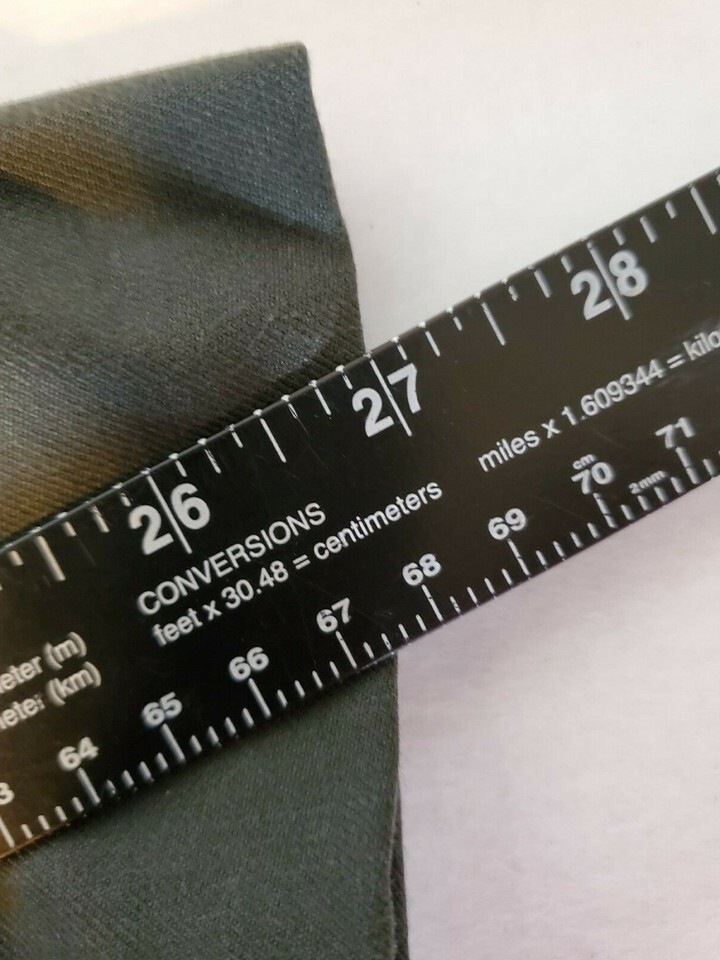 26 27 28
CONVERSIONS
feet x 30.48 = centimeters
miles x 1.609344 = kilo
eter (m)
(km)
cm
2mm
64 65 66 67 68 69 70 71